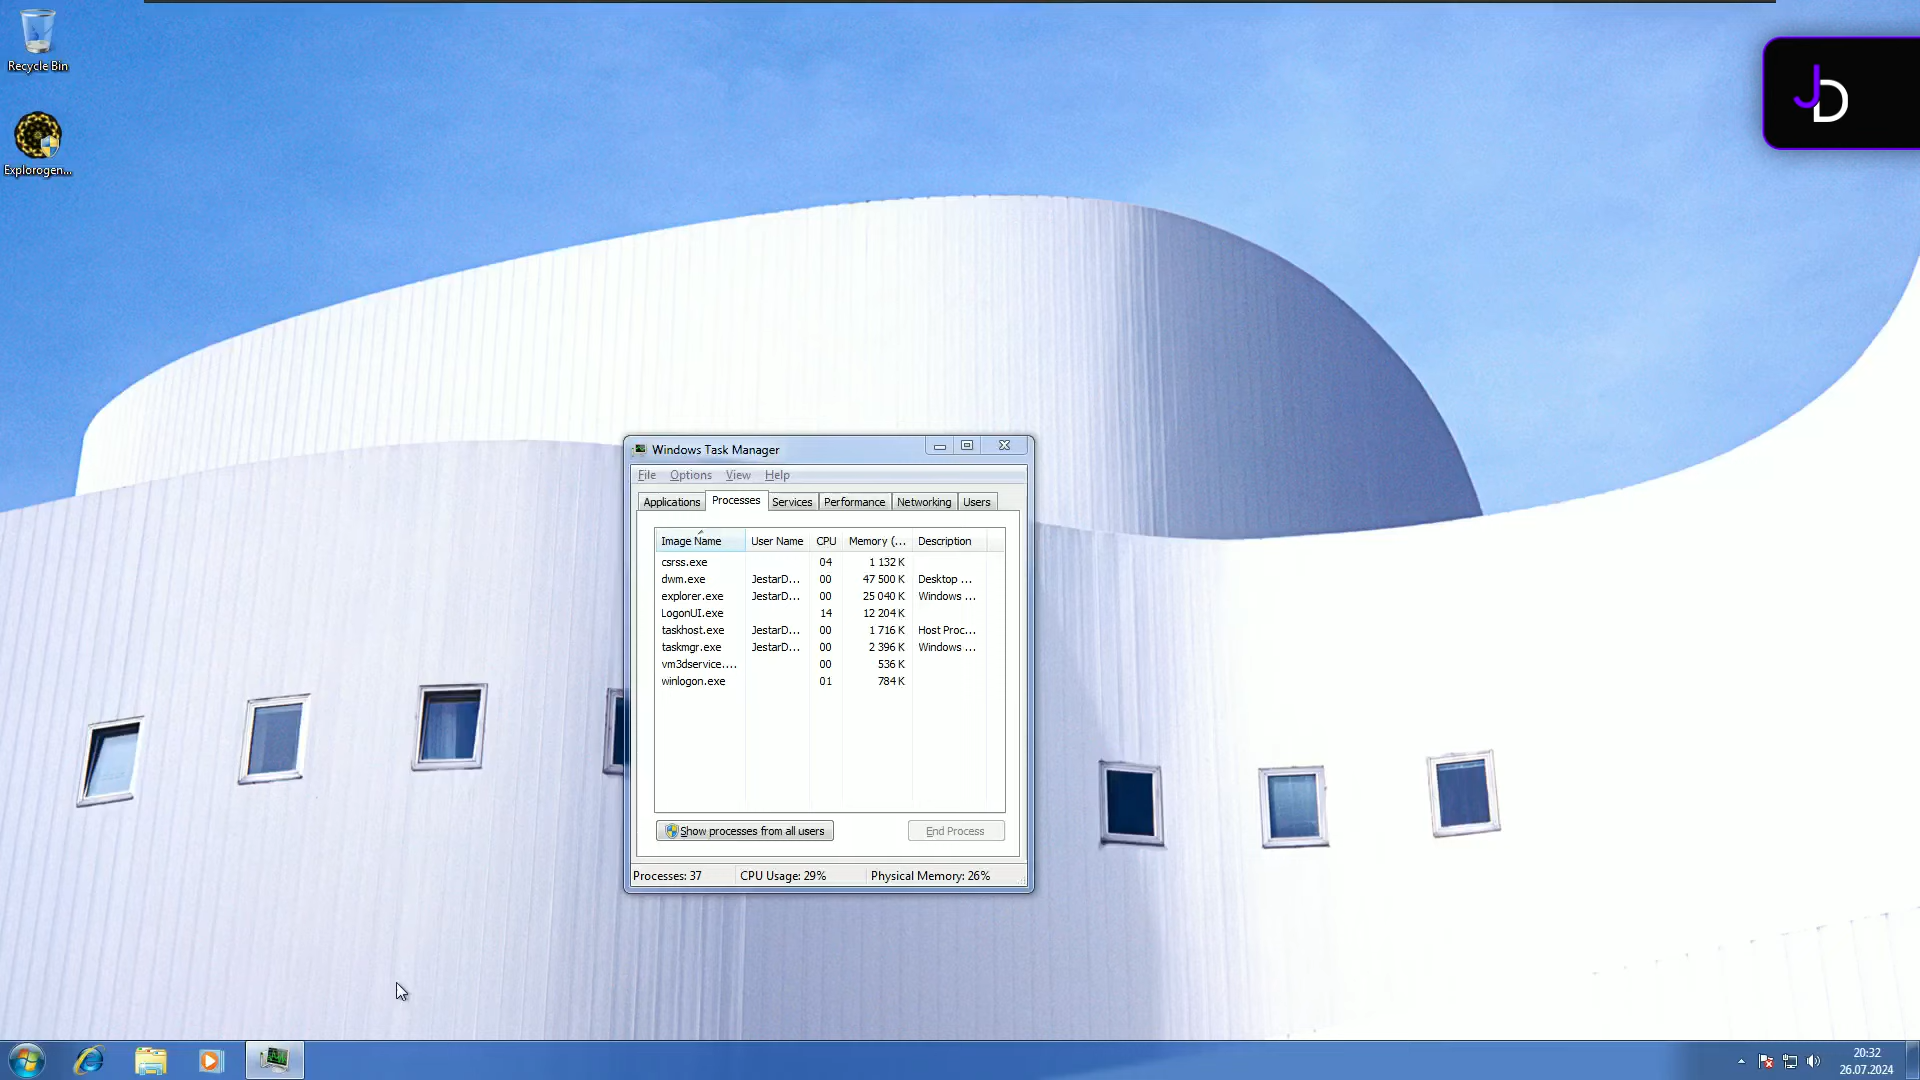 Recycle Bin
Explorogen...
JD
Windows Task Manager
File Options View Help
Applications Processes Services Performance Networking Users
Image Name User Name CPU Memory (... Description
csrss.exe 04 1 132 K
dwm.exe JestarD... 00 47 500 K Desktop ...
explorer.exe JestarD... 00 25 040 K Windows ...
LogonUI.exe 14 12 204 K
taskhost.exe JestarD... 00 1 716 K Host Proc...
taskmgr.exe JestarD... 00 2 396 K Windows ...
vm3dservice.... 00 536 K
winlogon.exe 01 784 K
Show processes from all users End Process
Processes: 37 CPU Usage: 29% Physical Memory: 26%
20:32
26.07.2024